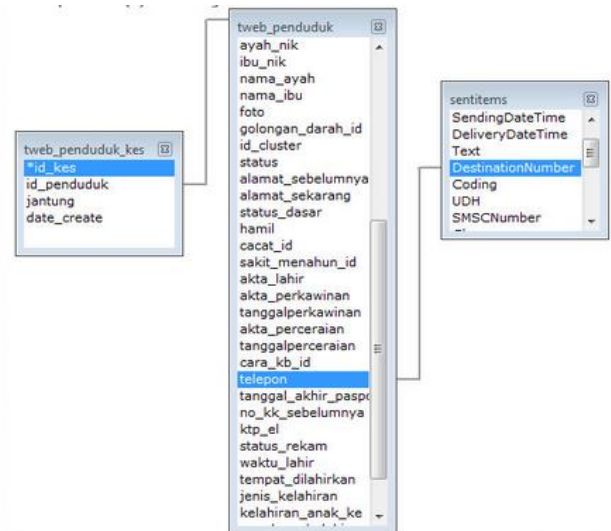 tweb_penduduk_kes
*id_kes
id_penduduk
jantung
date_create
tweb_penduduk
ayah_nik
ibu_nik
nama_ayah
nama_ibu
foto
golongan_darah_id
id_cluster
status
alamat_sebelumnya
alamat_sekarang
status_dasar
hamil
cacat_id
sakit_menahun_id
akta_lahir
akta_perkawinan
tanggalperkawinan
akta_perceraian
tanggalperceraian
cara_kb_id
telepon
tanggal_akhir_paspo
no_kk_sebelumnya
ktp_el
status_rekam
waktu_lahir
tempat_dilahirkan
jenis_kelahiran
kelahiran_anak_ke
sentitems
SendingDateTime
DeliveryDateTime
Text
DestinationNumber
Coding
UDH
SMSCNumber